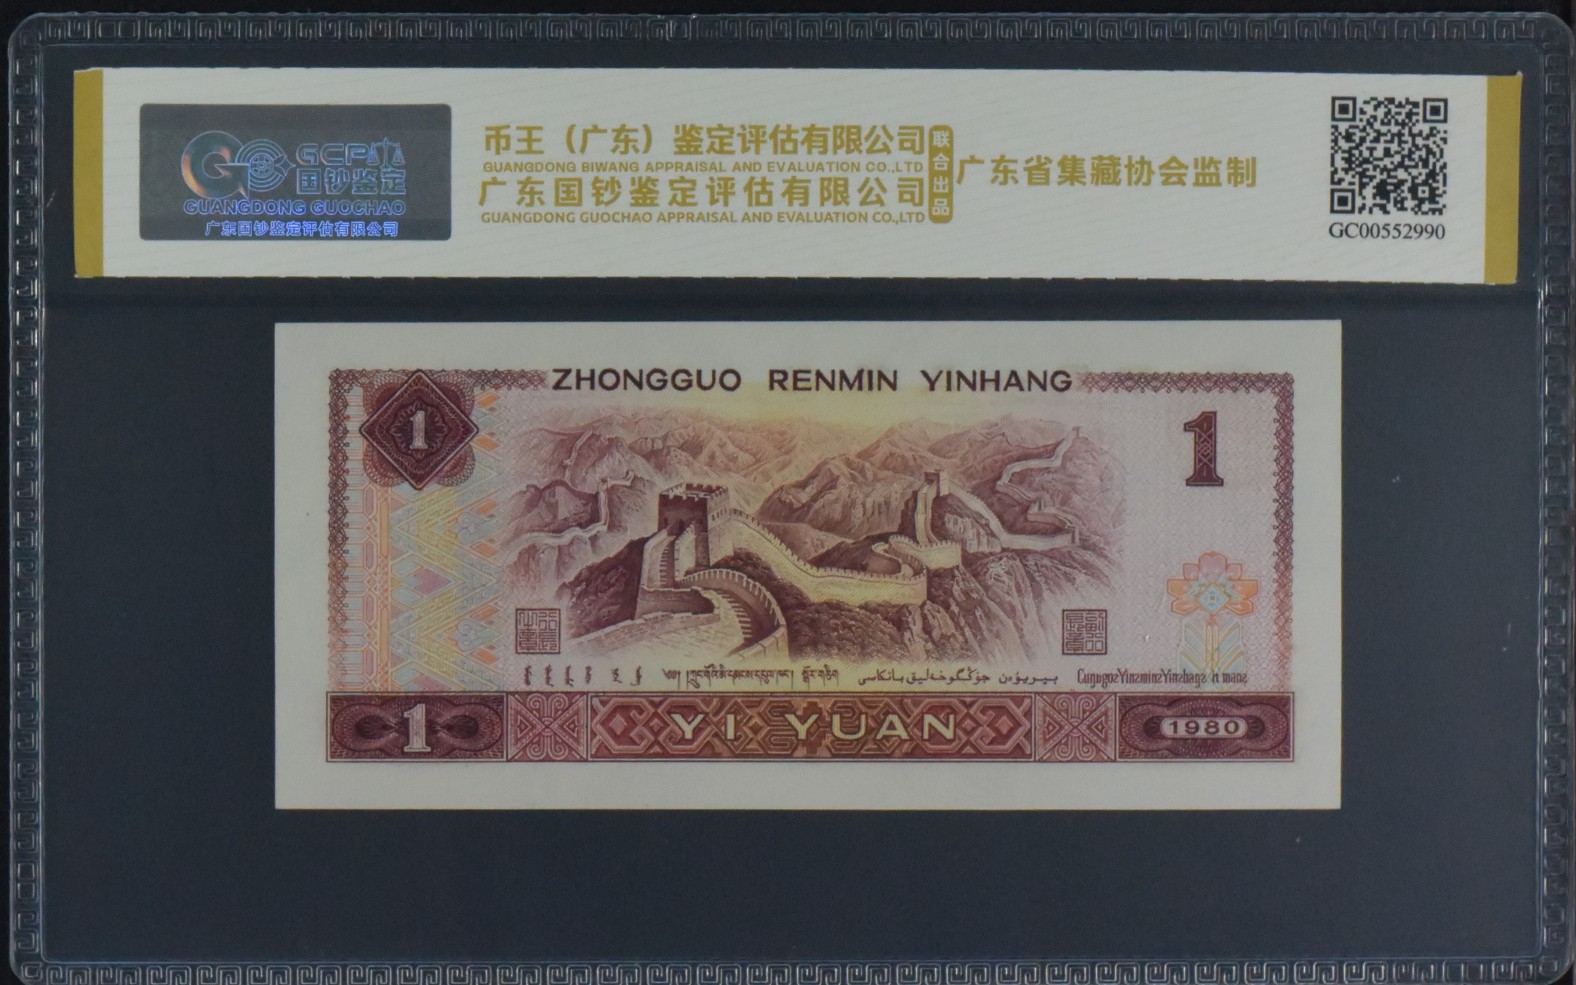 GCP
国钞鉴定
GUANGDONG GUOCHAO
广东国钞鉴定评估有限公司
币王（广东）鉴定评估有限公司
GUANGDONG BIWANG APPRAISAL AND EVALUATION CO.,LTD
广东国钞鉴定评估有限公司
GUANGDONG GUOCHAO APPRAISAL AND EVALUATION CO.,LTD
联合出品
广东省集藏协会监制
GC00552990
ZHONGGUO RENMIN YINHANG
1
1
1
YI YUAN
1980